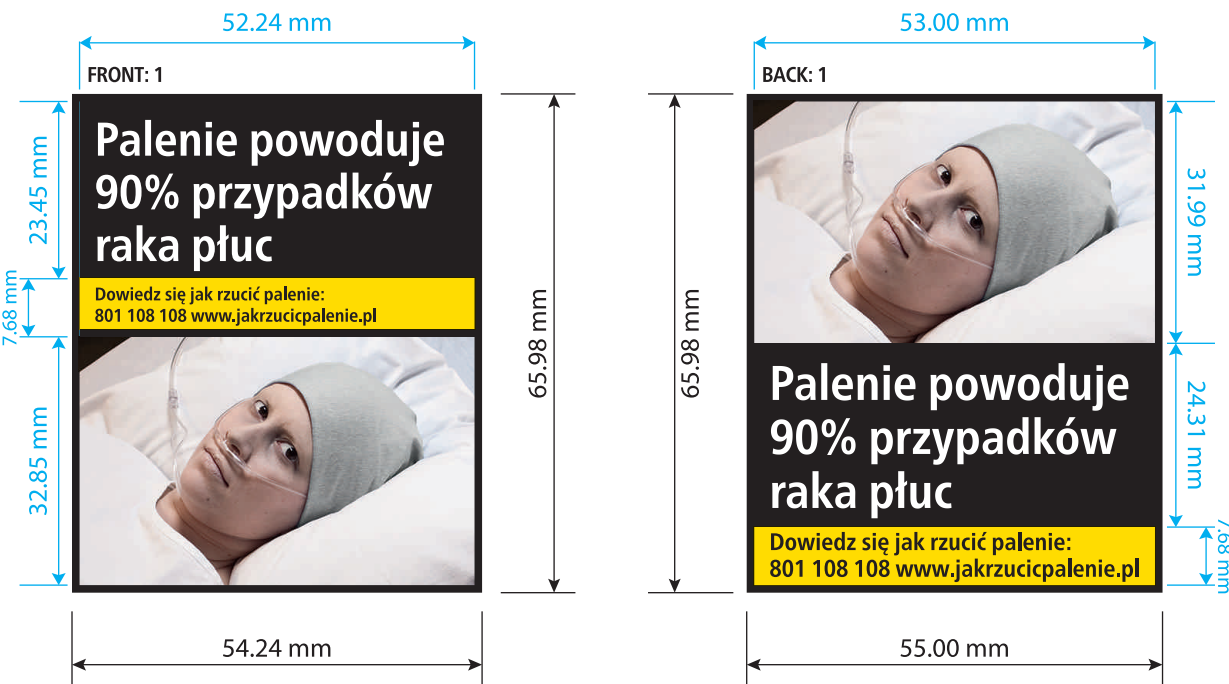 52.24 mm
FRONT: 1
23.45 mm
7.68 mm
32.85 mm
Palenie powoduje
90% przypadków
raka płuc
Dowiedz się jak rzucić palenie:
801 108 108 www.jakrzucicpalenie.pl
65.98 mm
54.24 mm
53.00 mm
BACK: 1
65.98 mm
Palenie powoduje
90% przypadków
raka płuc
Dowiedz się jak rzucić palenie:
801 108 108 www.jakrzucicpalenie.pl
31.99 mm
24.31 mm
7.68 mm
55.00 mm